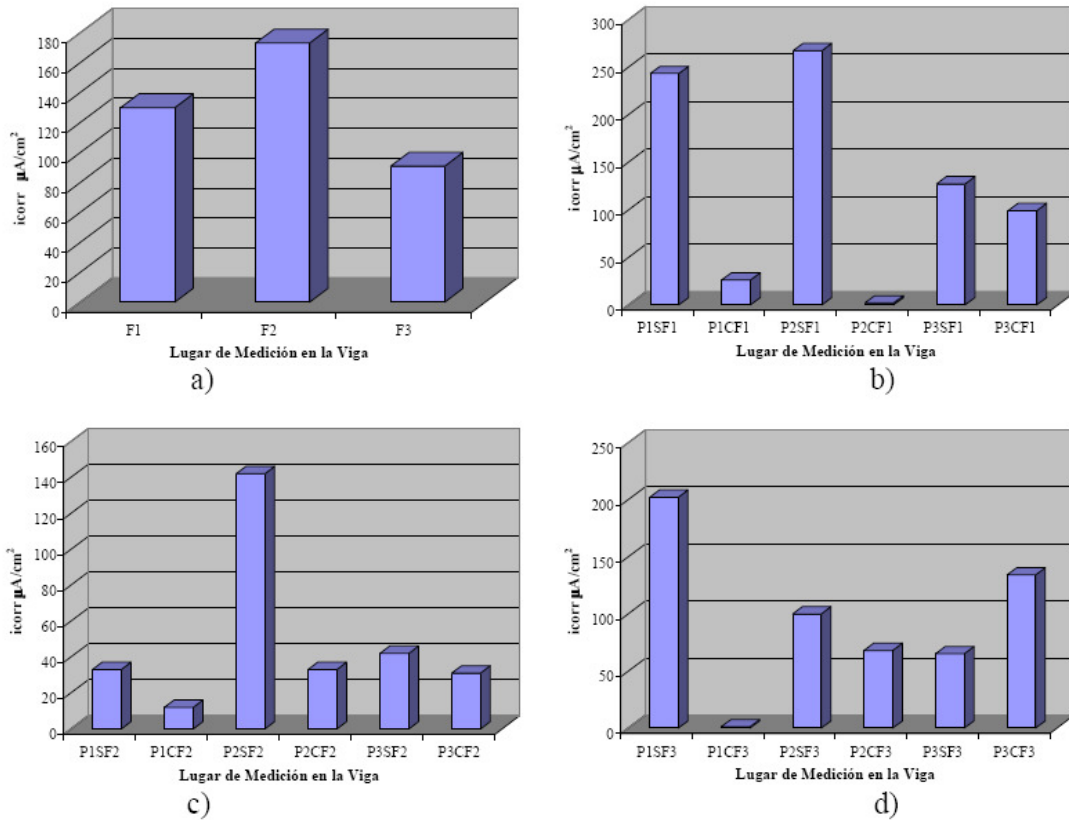 180
160
140
120
100
80
60
40
20
0
icorr µA/cm²
F1 F2 F3
Lugar de Medición en la Viga
a)
300
250
200
150
100
50
0
icorr µA/cm²
P1SF1 P1CF1 P2SF1 P2CF1 P3SF1 P3CF1
Lugar de Medición en la Viga
b)
160
140
120
100
80
60
40
20
0
icorr µA/cm²
P1SF2 P1CF2 P2SF2 P2CF2 P3SF2 P3CF2
Lugar de Medición en la Viga
c)
250
200
150
100
50
0
icorr µA/cm²
P1SF3 P1CF3 P2SF3 P2CF3 P3SF3 P3CF3
Lugar de Medición en la Viga
d)